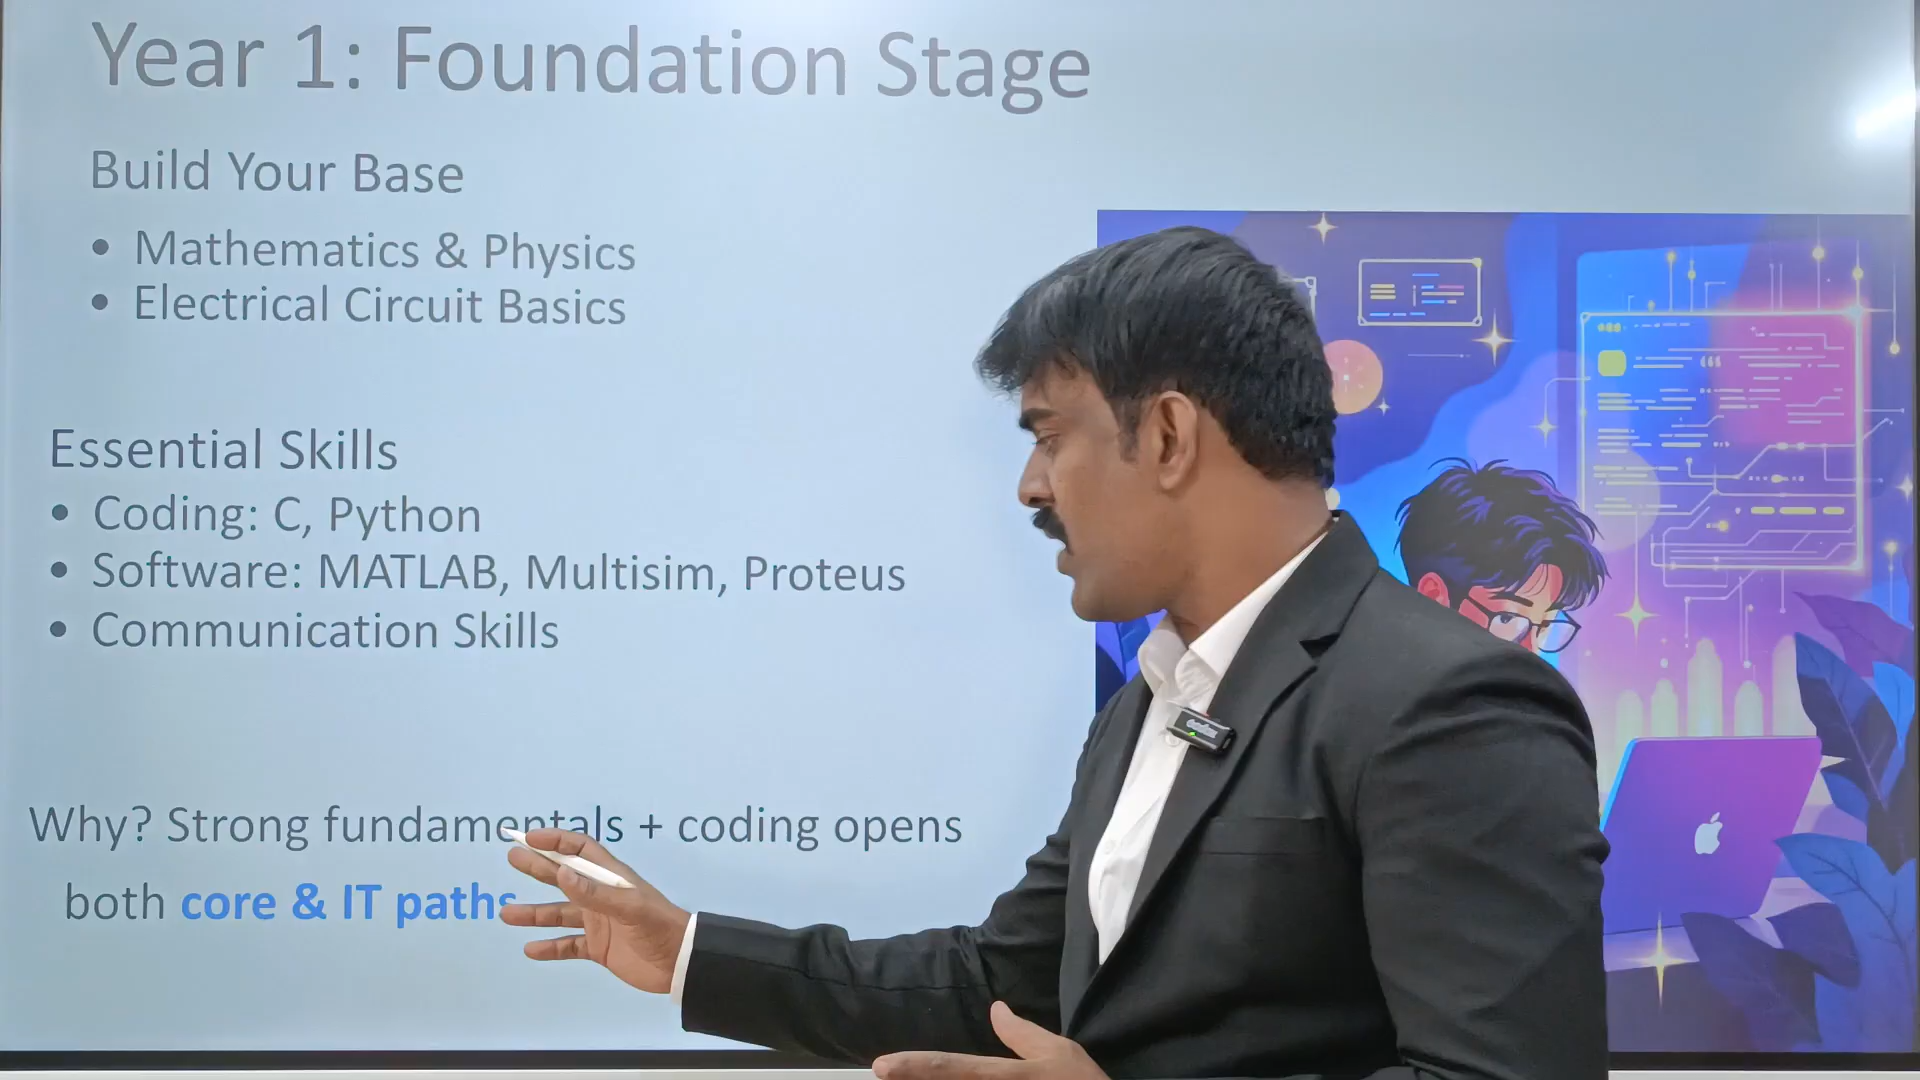 Year 1: Foundation Stage
Build Your Base
• Mathematics & Physics
• Electrical Circuit Basics
Essential Skills
• Coding: C, Python
• Software: MATLAB, Multisim, Proteus
• Communication Skills
Why? Strong fundamentals + coding opens
both core & IT paths